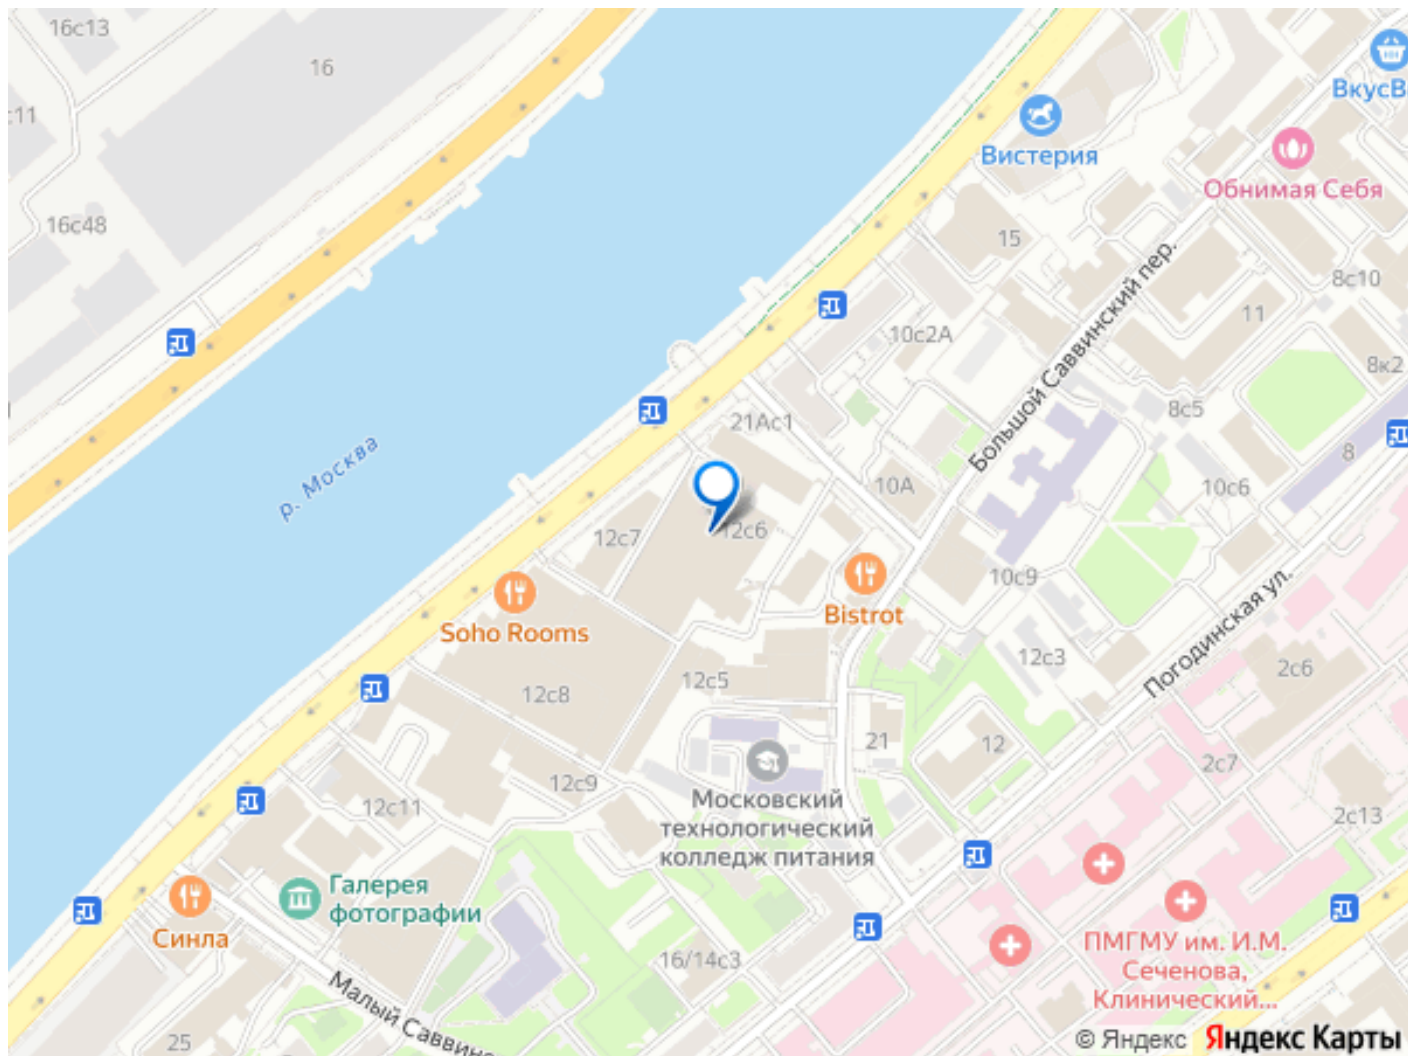 16с13
16
с11
16с48
ВкусВ
Вистерия
Обнимая Себя
15
8с10
11
10с2А
8к2
Большой Саввинский пер.
8с5
21Ас1
8
р. Москва
10А
10с6
12с7
12с6
10с9
Bistrot
Soho Rooms
Погодинская ул.
12с3
2с6
12с5
12с8
21
12
2с7
12с9
12с11
Московский
технологический
колледж питания
2с13
Галерея
фотографии
Синла
16/14с3
ПМГМУ им. И.М.
Сеченова,
Клинический...
Малый Саввинс
25
© Яндекс Яндекс Карты